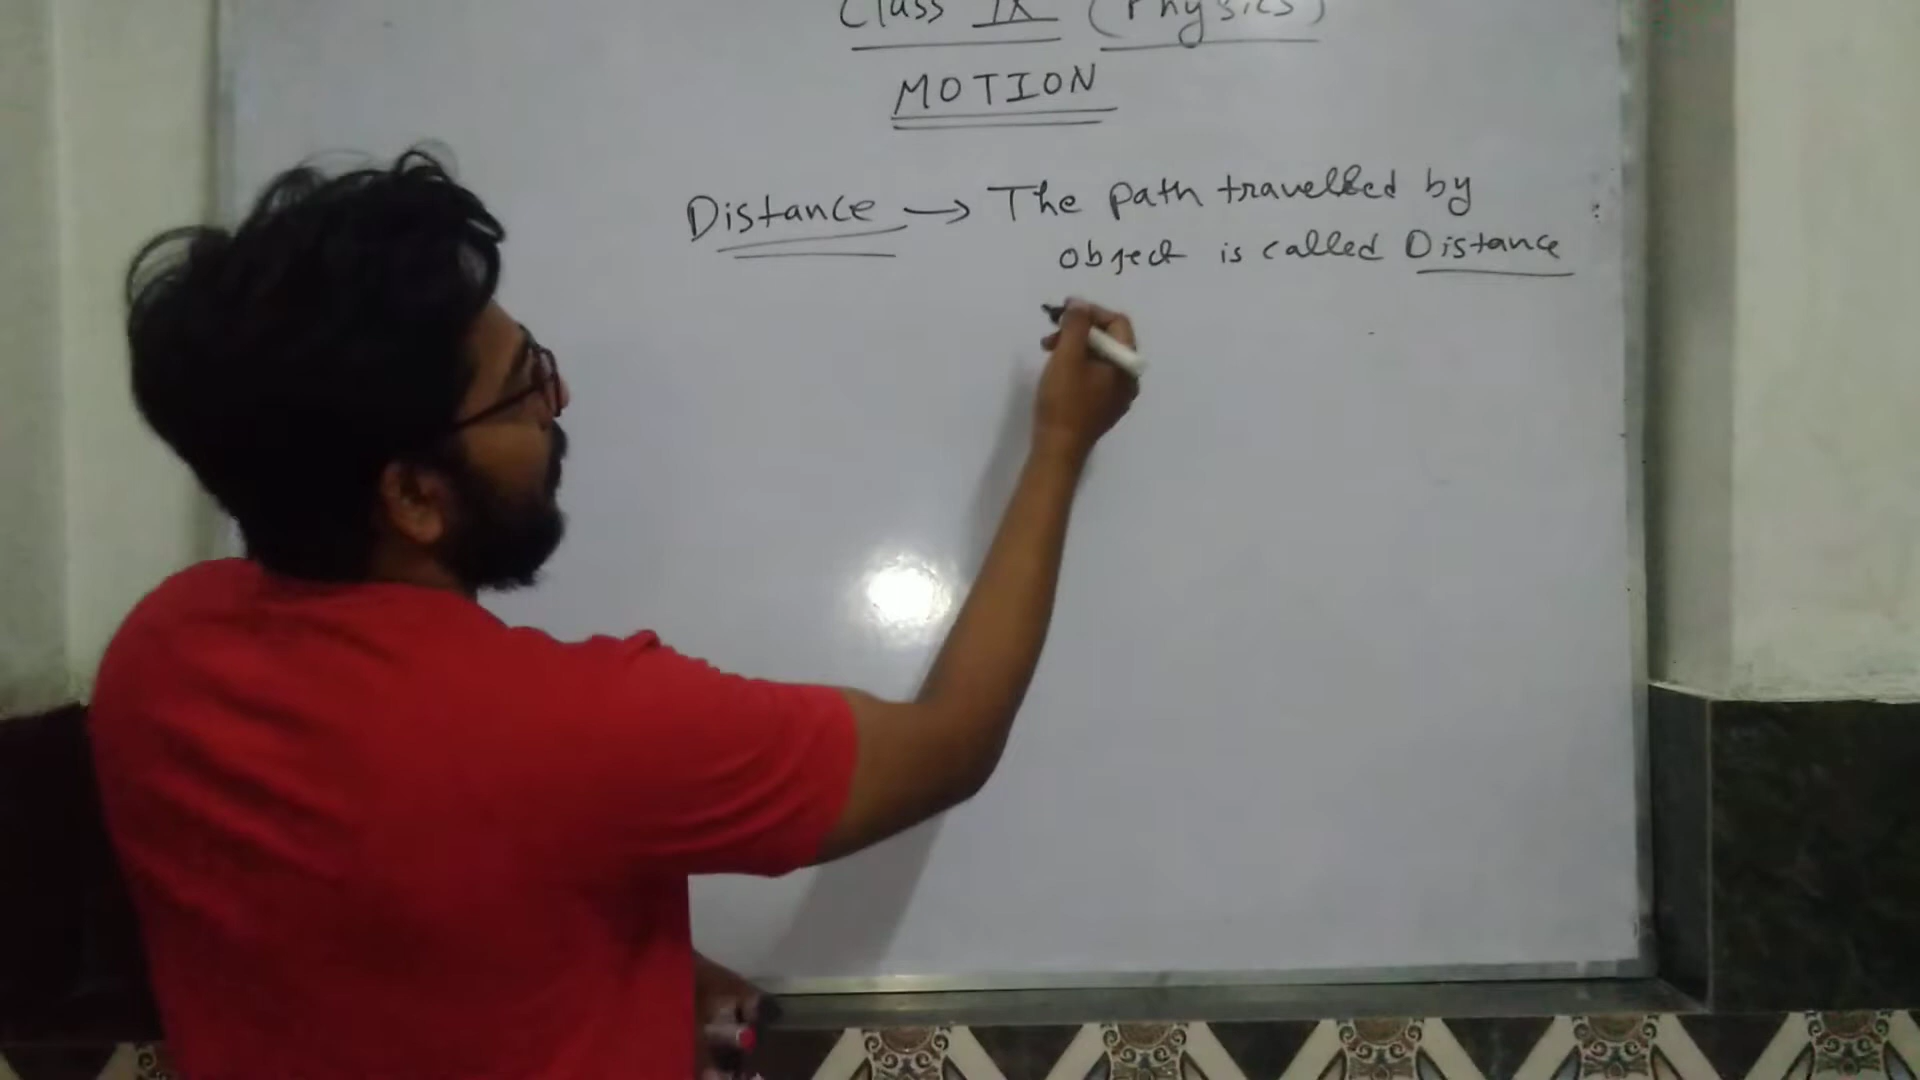 Class IX (Physics)
MOTION
Distance → The path travelled by
object is called Distance